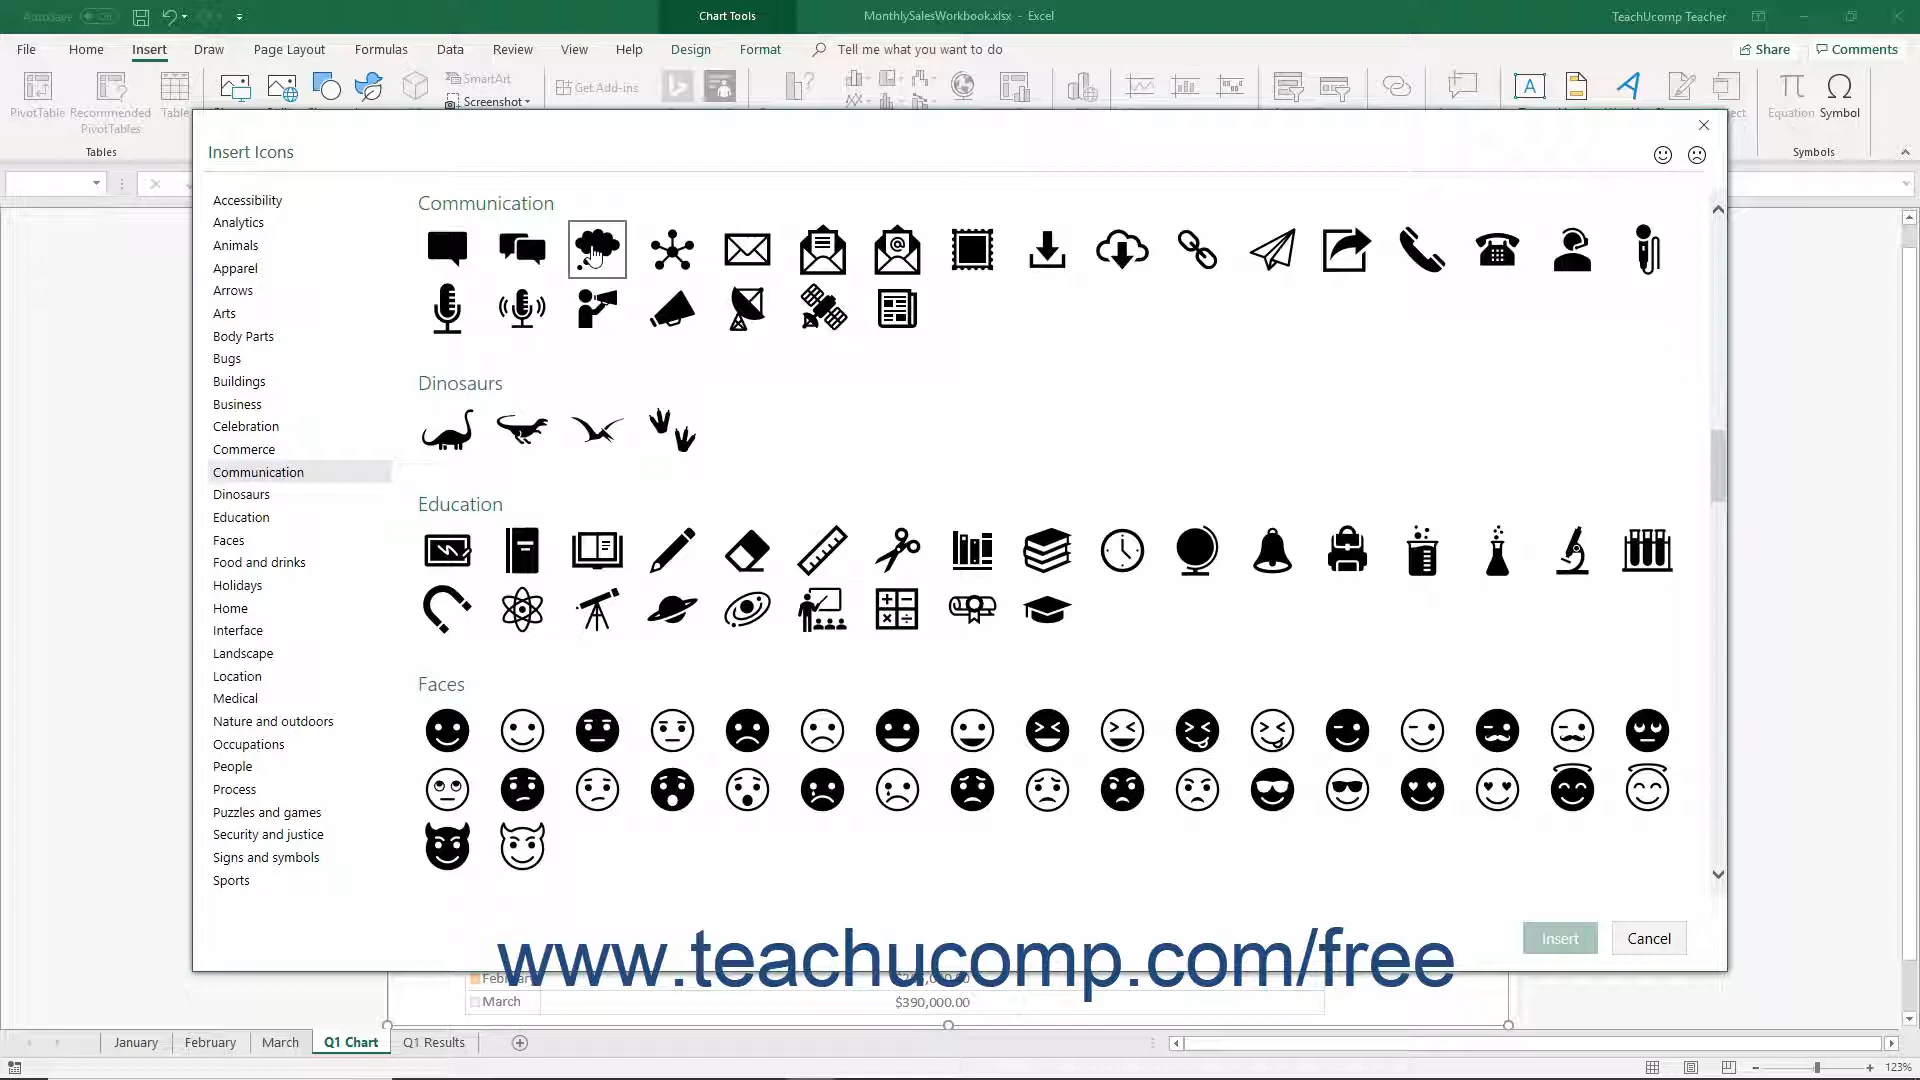 AutoSave Off
Chart Tools
MonthlySalesWorkbook.xlsx - Excel
TeachUcomp Teacher
File Home Insert Draw Page Layout Formulas Data Review View Help Design Format Tell me what you want to do Share Comments
SmartArt
Get Add-ins
Screenshot
PivotTable Recommended PivotTables Table
Equation Symbol
Tables
Symbols
Insert Icons
Accessibility
Analytics
Animals
Apparel
Arrows
Arts
Body Parts
Bugs
Buildings
Business
Celebration
Commerce
Communication
Dinosaurs
Education
Faces
Food and drinks
Holidays
Home
Interface
Landscape
Location
Medical
Nature and outdoors
Occupations
People
Process
Puzzles and games
Security and justice
Signs and symbols
Sports
Communication
Dinosaurs
Education
Faces
Insert Cancel
www.teachucomp.com/free
March $390,000.00
January February March Q1 Chart Q1 Results
123%